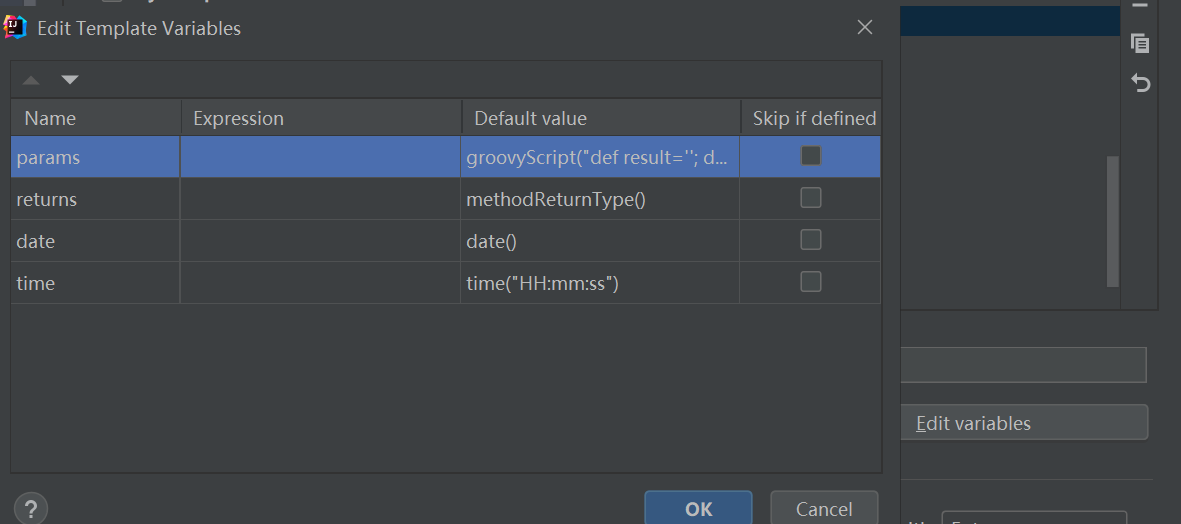 Edit Template Variables
Name Expression Default value Skip if defined
params groovyScript("def result=''; d...
returns methodReturnType()
date date()
time time("HH:mm:ss")
Edit variables
? OK Cancel